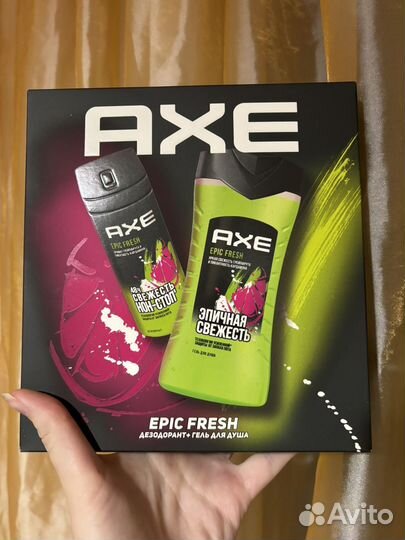 AXE
AXE
EPIC FRESH
48Ч
СВЕЖЕСТЬ
НОН-СТОП
AXE
EPIC FRESH
ЭПИЧНАЯ
СВЕЖЕСТЬ
ГЕЛЬ ДЛЯ ДУША
EPIC FRESH
ДЕЗОДОРАНТ+ ГЕЛЬ ДЛЯ ДУША
Avito